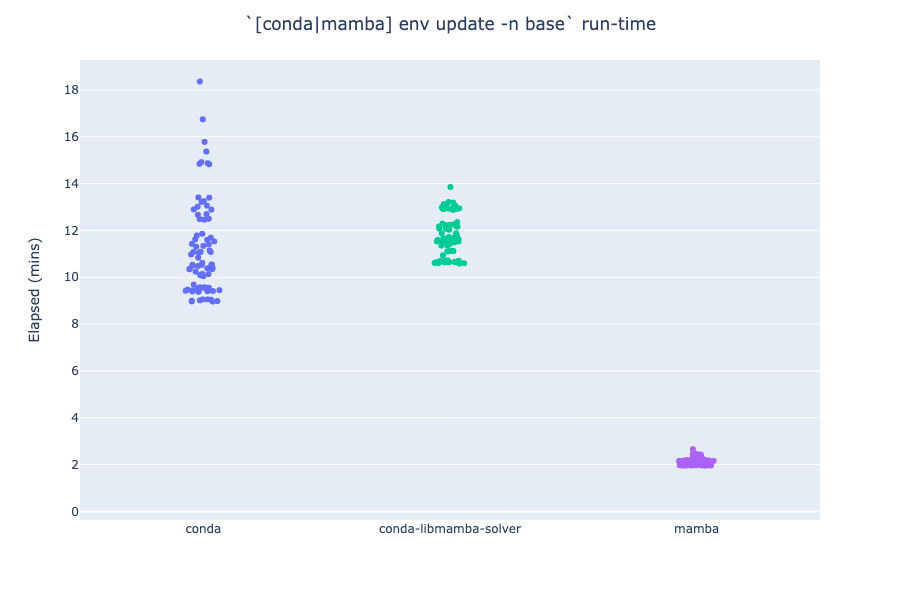 `[conda|mamba] env update -n base` run-time
Elapsed (mins)
18
16
14
12
10
8
6
4
2
0
conda
conda-libmamba-solver
mamba